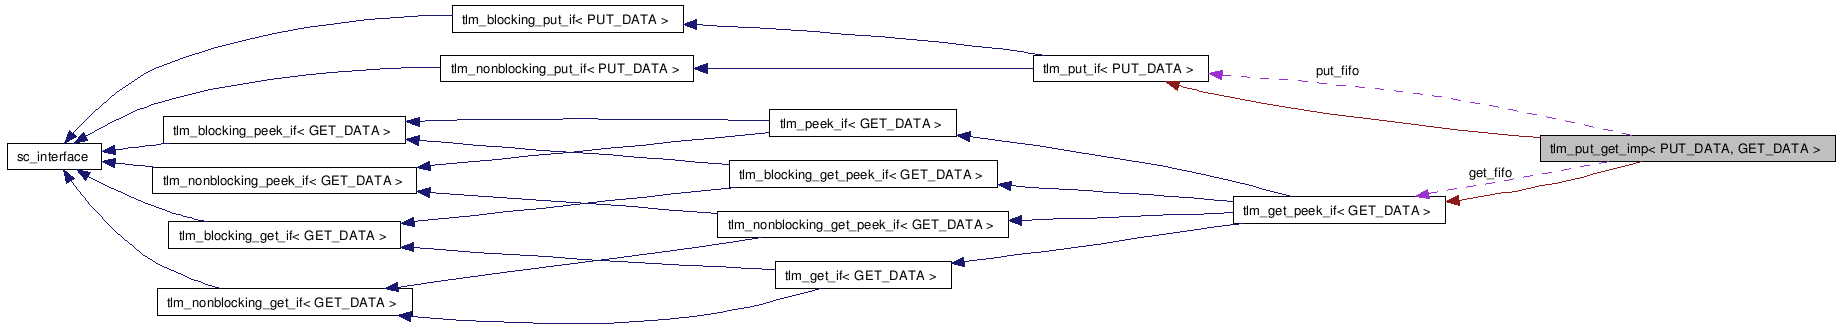 tlm_blocking_put_if< PUT_DATA >
tlm_nonblocking_put_if< PUT_DATA >
tlm_put_if< PUT_DATA >
put_fifo
tlm_blocking_peek_if< GET_DATA >
tlm_peek_if< GET_DATA >
sc_interface
tlm_put_get_imp< PUT_DATA, GET_DATA >
tlm_nonblocking_peek_if< GET_DATA >
tlm_blocking_get_peek_if< GET_DATA >
get_fifo
tlm_get_peek_if< GET_DATA >
tlm_blocking_get_if< GET_DATA >
tlm_nonblocking_get_peek_if< GET_DATA >
tlm_get_if< GET_DATA >
tlm_nonblocking_get_if< GET_DATA >